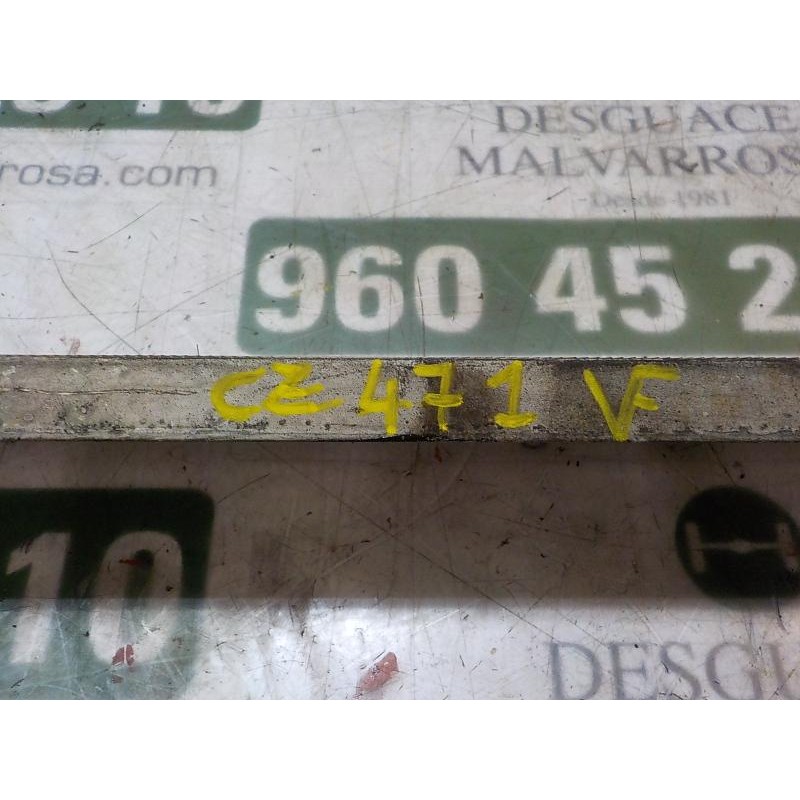 DESGUACE
rosa.com
MALVARROS
Desde 1981
960 45 2
CZ 471 VF
10
DESGU